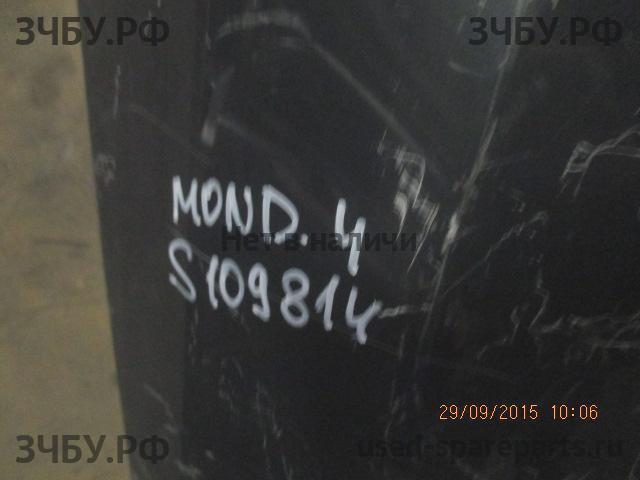 ЗЧБУ.РФ ЗЧБУ.РФ
MOND. 4
Нет в наличии
S109814
29/09/2015 10:06
ЗЧБУ.РФ used-spareparts.ru